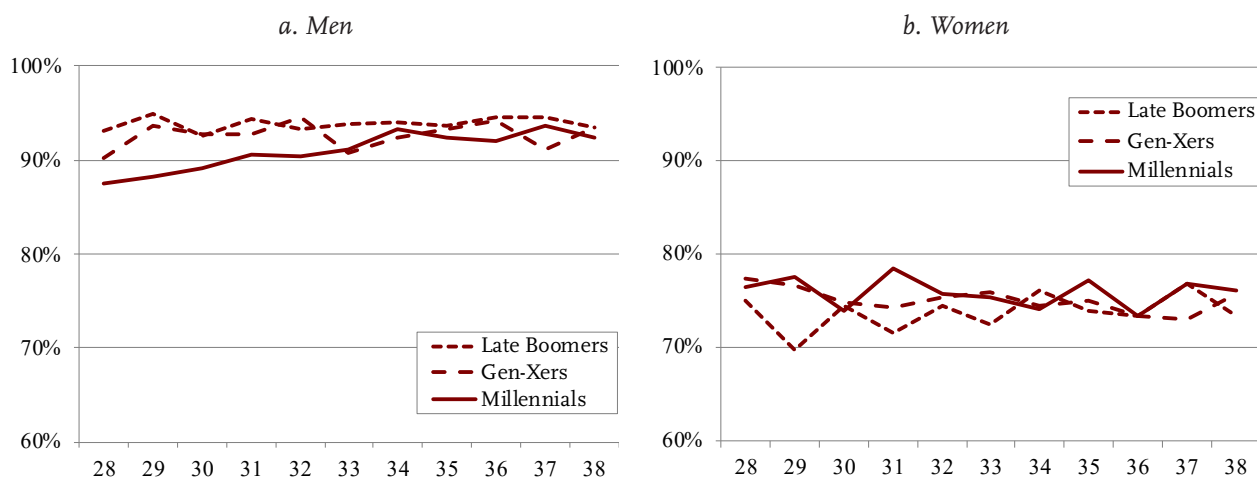 a. Men
100%
90%
80%
70%
60%
Late Boomers
Gen-Xers
Millennials
28 29 30 31 32 33 34 35 36 37 38
b. Women
100%
90%
80%
70%
60%
Late Boomers
Gen-Xers
Millennials
28 29 30 31 32 33 34 35 36 37 38